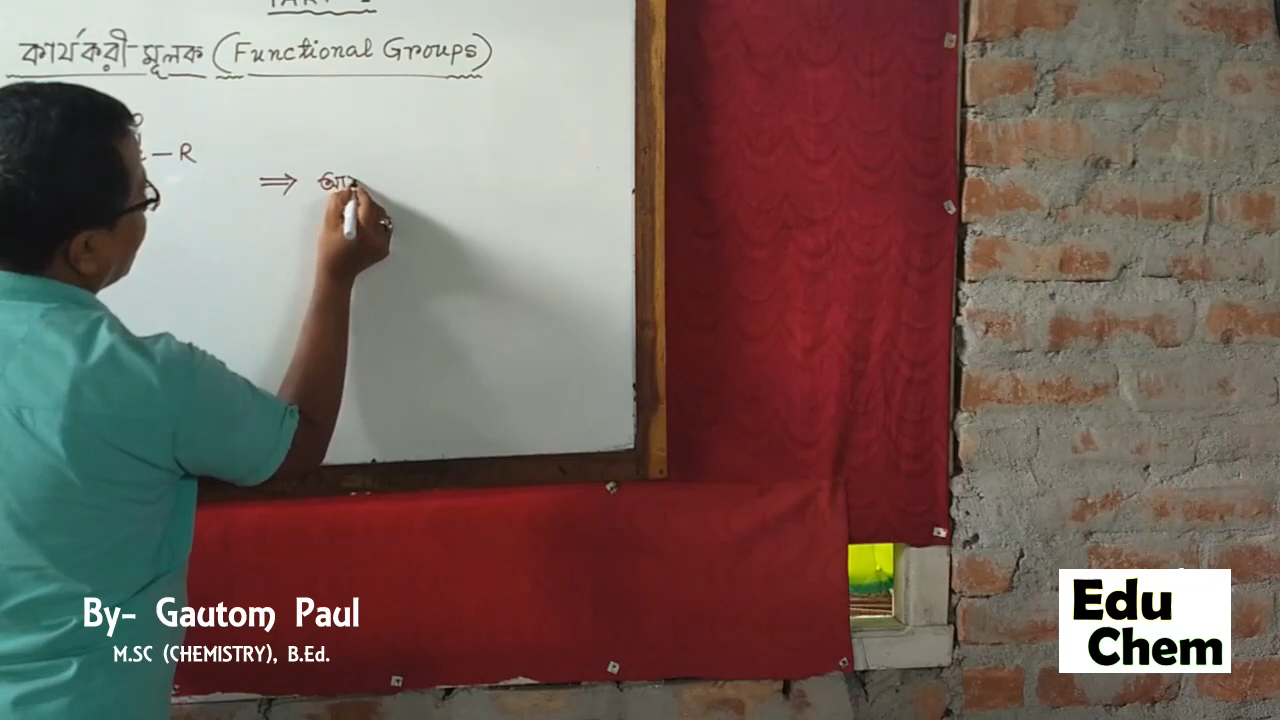 কার্যকরী-মূলক (Functional Groups)
– R
⇒ আ
By- Gautom Paul
M.SC (CHEMISTRY), B.Ed.
Edu
Chem